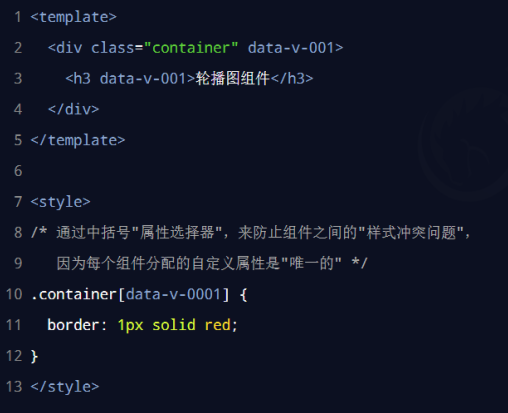 1 <template>
2 <div class="container" data-v-001>
3 <h3 data-v-001>轮播图组件</h3>
4 </div>
5 </template>
6
7 <style>
8 /* 通过中括号"属性选择器", 来防止组件之间的"样式冲突问题",
9 因为每个组件分配的自定义属性是"唯一的" */
10 .container[data-v-0001] {
11 border: 1px solid red;
12 }
13 </style>